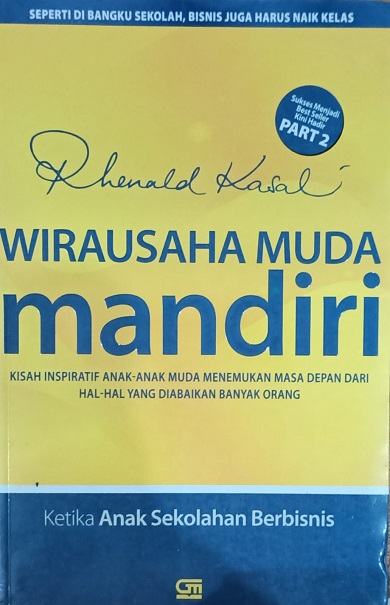 SEPERTI DI BANGKU SEKOLAH, BISNIS JUGA HARUS NAIK KELAS
Sukses Menjadi
Best Seller
Kini Hadir
PART 2
Rhenald Kasali
WIRAUSAHA MUDA
mandiri
KISAH INSPIRATIF ANAK-ANAK MUDA MENEMUKAN MASA DEPAN DARI
HAL-HAL YANG DIABAIKAN BANYAK ORANG
Ketika Anak Sekolahan Berbisnis